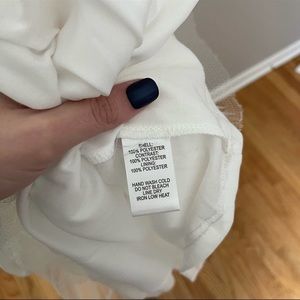 SHELL:
100% POLYESTER
CONTRAST:
100% POLYESTER
LINING:
100% POLYESTER
HAND WASH COLD
DO NOT BLEACH
LINE DRY
IRON LOW HEAT